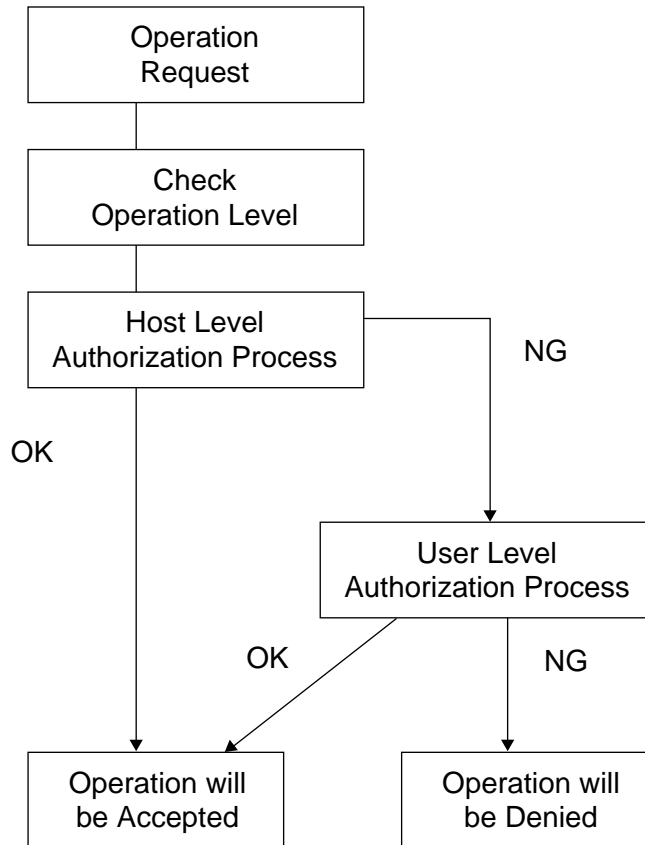 Operation
Request
Check
Operation Level
Host Level
Authorization Process
NG
OK
User Level
Authorization Process
OK
NG
Operation will
be Accepted
Operation will
be Denied